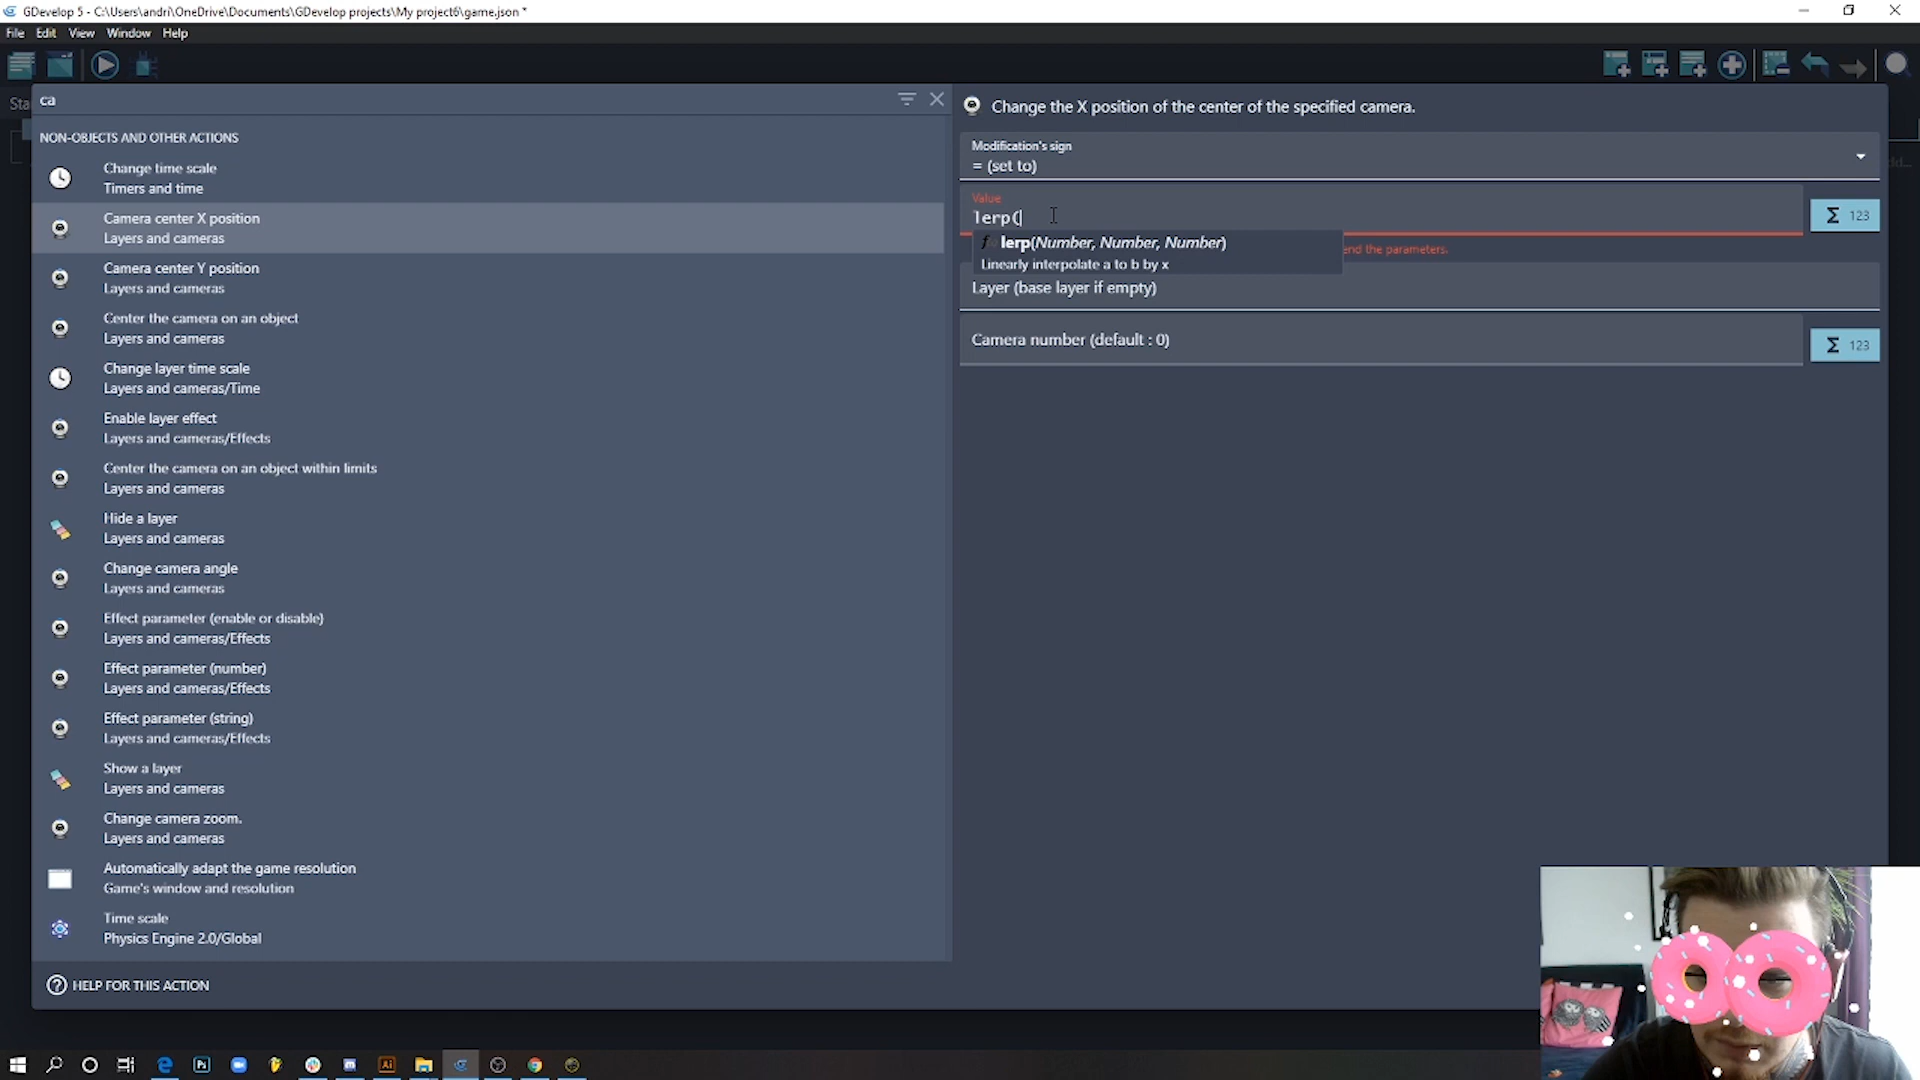 GDevelop 5 - C:\Users\andri\OneDrive\Documents\GDevelop projects\My project6\game.json *
File Edit View Window Help
Sta
ca
NON-OBJECTS AND OTHER ACTIONS
Change time scale
Timers and time
Camera center X position
Layers and cameras
Camera center Y position
Layers and cameras
Center the camera on an object
Layers and cameras
Change layer time scale
Layers and cameras/Time
Enable layer effect
Layers and cameras/Effects
Center the camera on an object within limits
Layers and cameras
Hide a layer
Layers and cameras
Change camera angle
Layers and cameras
Effect parameter (enable or disable)
Layers and cameras/Effects
Effect parameter (number)
Layers and cameras/Effects
Effect parameter (string)
Layers and cameras/Effects
Show a layer
Layers and cameras
Change camera zoom.
Layers and cameras
Automatically adapt the game resolution
Game's window and resolution
Time scale
Physics Engine 2.0/Global
HELP FOR THIS ACTION
Change the X position of the center of the specified camera.
Modification's sign
= (set to)
Value
lerp(
Σ 123
lerp(Number, Number, Number)
Linearly interpolate a to b by x
end the parameters.
Layer (base layer if empty)
Camera number (default : 0)
Σ 123